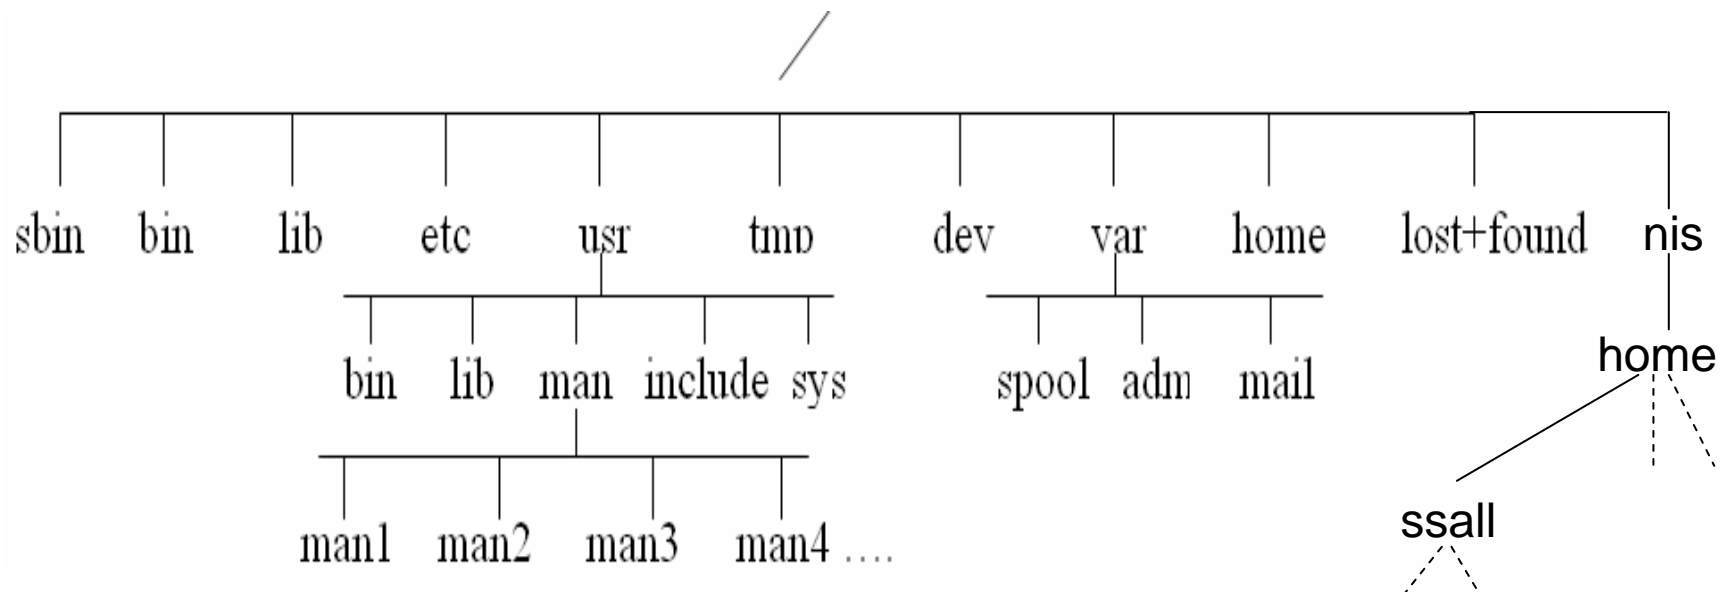 /
sbin bin lib etc usr tmp dev var home lost+found nis
bin lib man include sys spool adm mail home
man1 man2 man3 man4 .... ssall